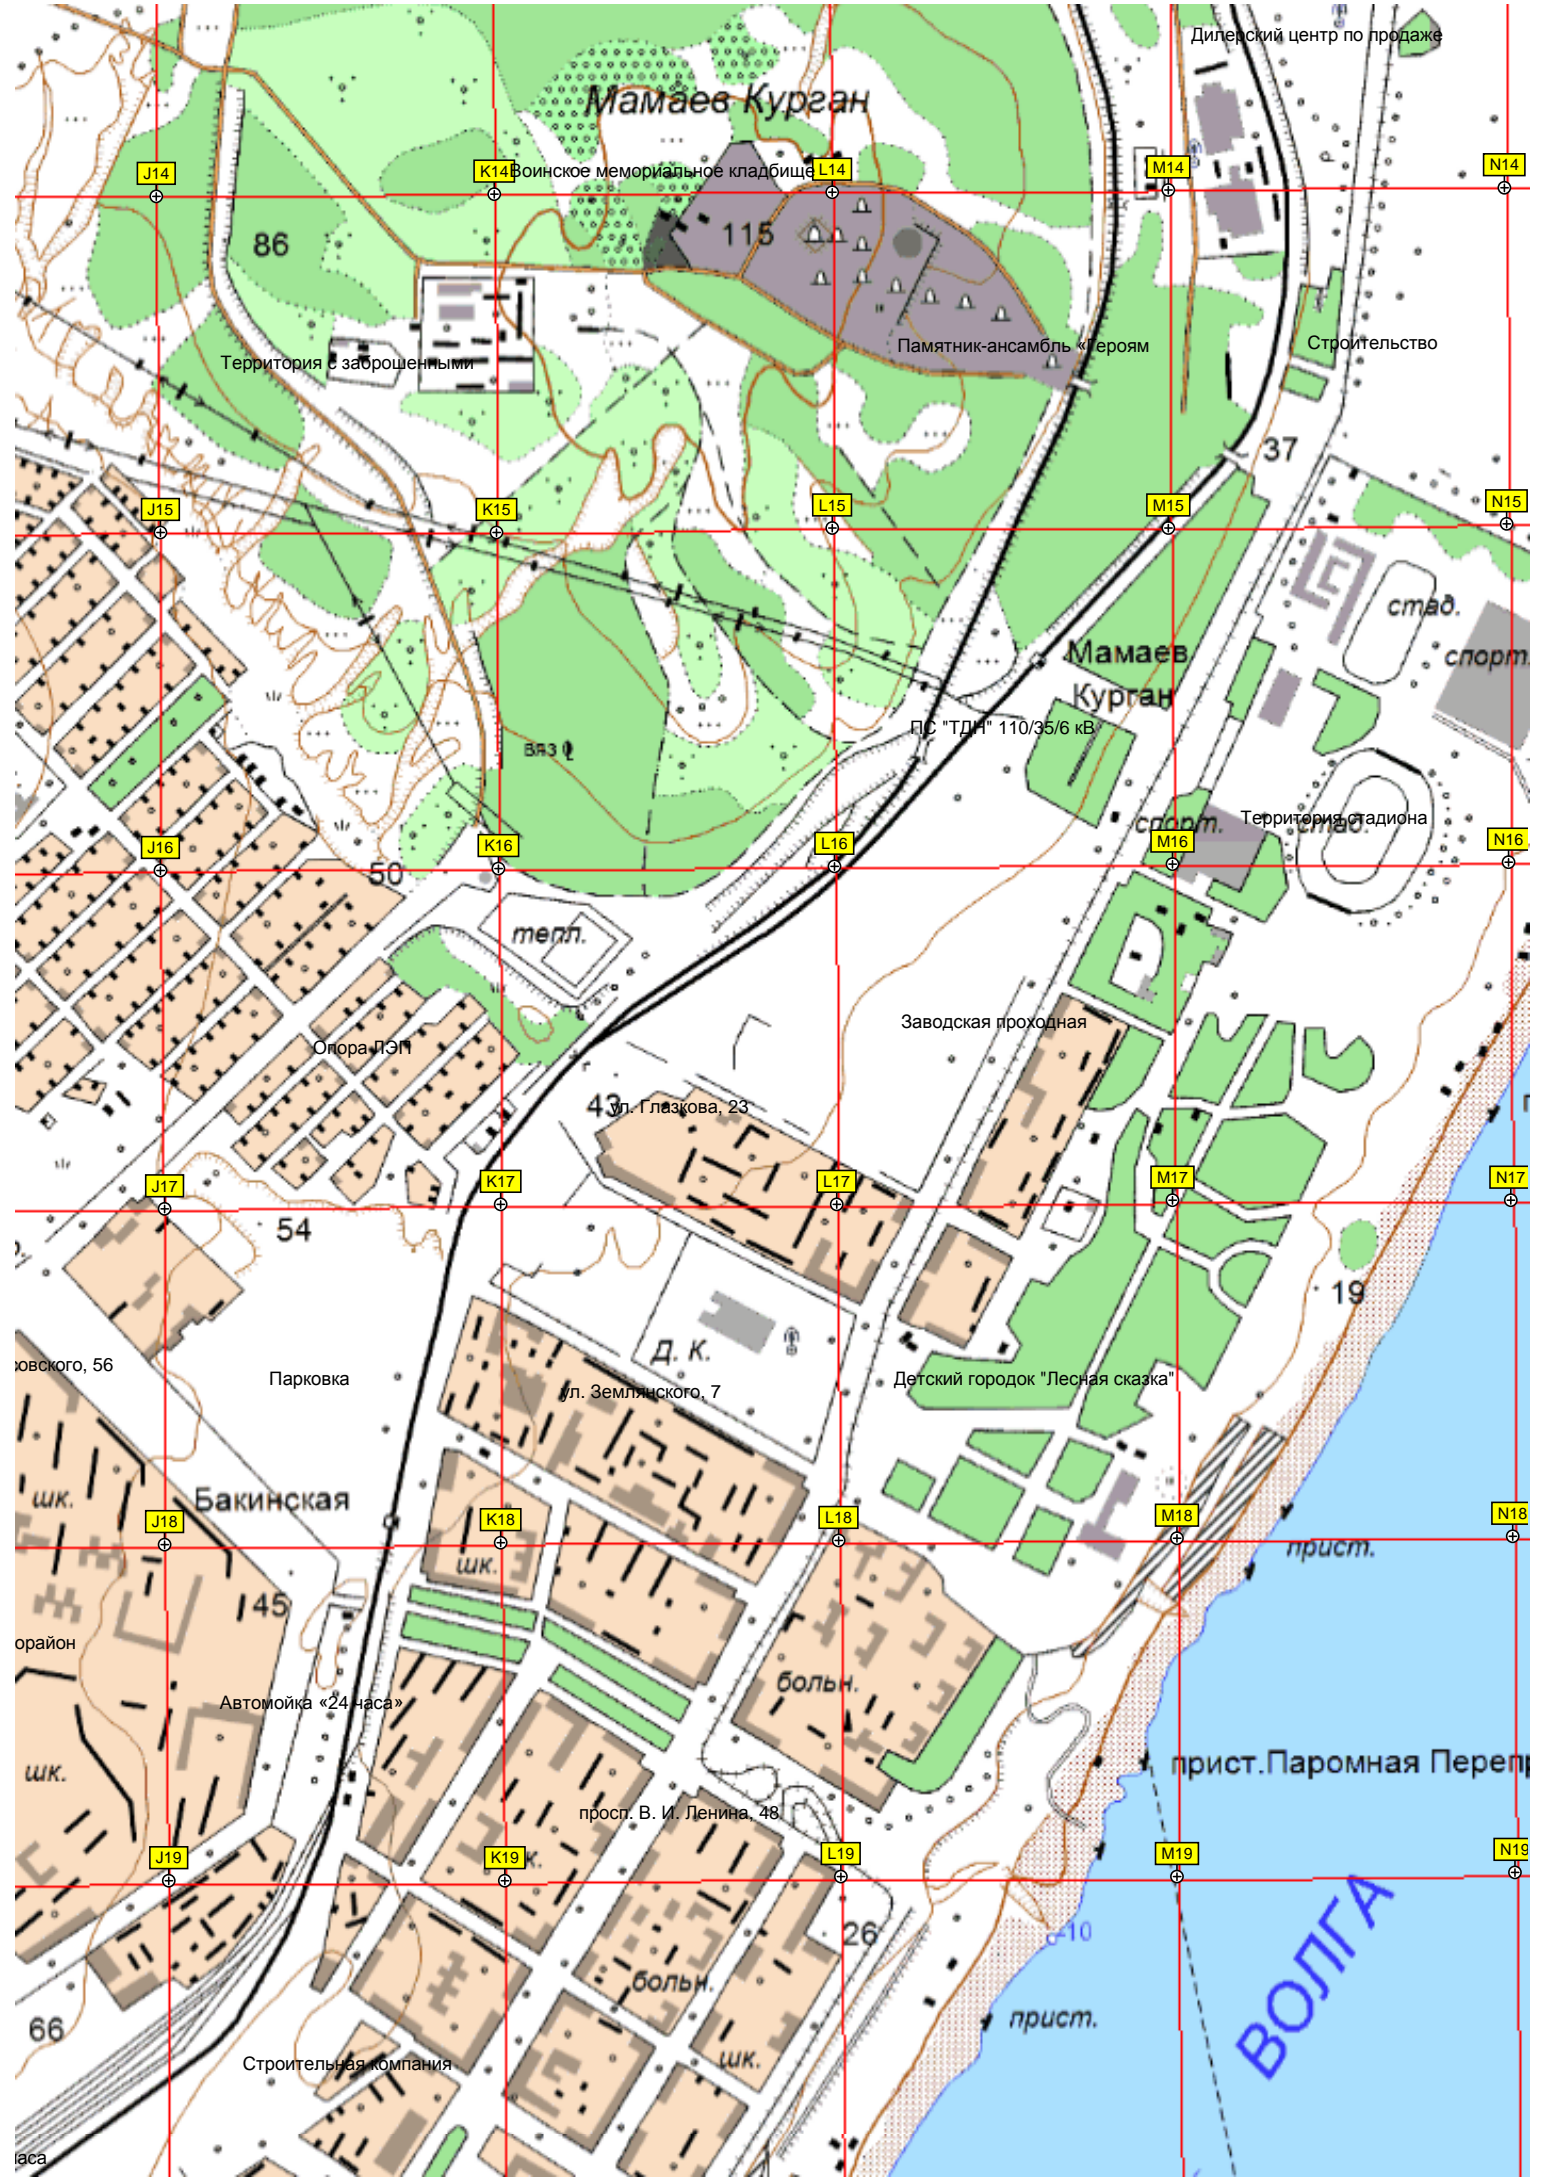 Дилерский центр по продаже
Мамаев Курган
J14
K14
Воинское мемориальное кладбище
L14
M14
N14
86
115
Территория с заброшенными
Памятник-ансамбль «Героям
Строительство
37
J15
K15
L15
M15
N15
стад.
спорт.
Мамаев
Курган
ПС "ТДН" 110/35/6 кВ
вяз
спорт.
стад.
Территория стадиона
J16
K16
L16
M16
N16
50
тепл.
Заводская проходная
Опора ЛЭП
43
ул. Глазкова, 23
J17
K17
L17
M17
N17
54
19
Д. К.
овского, 56
Парковка
ул. Землянского, 7
Детский городок "Лесная сказка"
шк.
Бакинская
J18
K18
L18
M18
N18
прист.
шк.
45
орайон
больн.
Автомойка «24 часа»
шк.
прист.Паромная Переп
просп. В. И. Ленина, 48
J19
K19
к.
L19
M19
N19
26
10
ВОЛГА
больн.
прист.
66
Строительная компания
шк.
аса